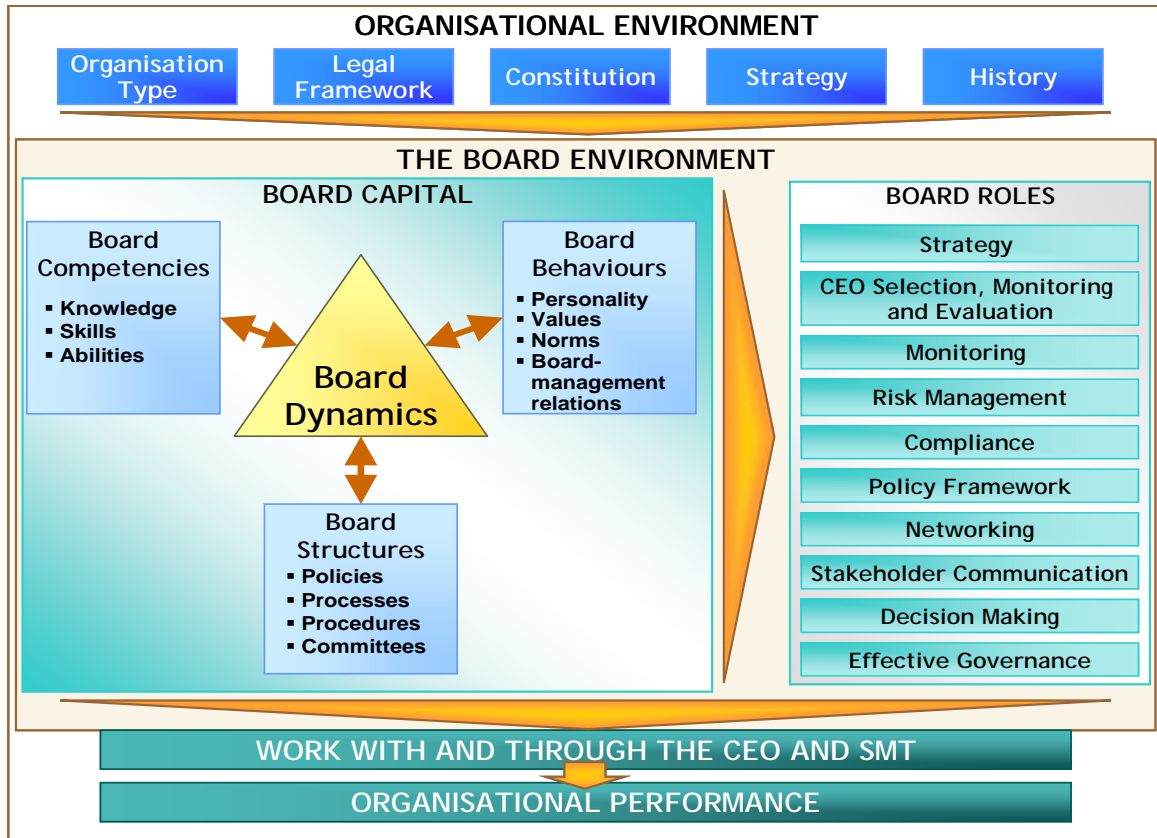 ORGANISATIONAL ENVIRONMENT
Organisation
Type
Legal
Framework
Constitution
Strategy
History
THE BOARD ENVIRONMENT
BOARD CAPITAL
Board
Competencies
▪ Knowledge
▪ Skills
▪ Abilities
Board
Dynamics
Board
Behaviours
▪ Personality
▪ Values
▪ Norms
▪ Board-
management
relations
Board
Structures
▪ Policies
▪ Processes
▪ Procedures
▪ Committees
BOARD ROLES
Strategy
CEO Selection, Monitoring
and Evaluation
Monitoring
Risk Management
Compliance
Policy Framework
Networking
Stakeholder Communication
Decision Making
Effective Governance
WORK WITH AND THROUGH THE CEO AND SMT
ORGANISATIONAL PERFORMANCE